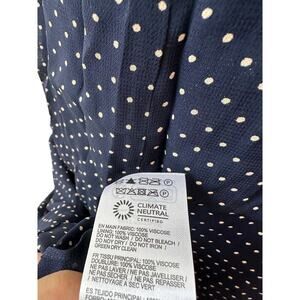 CLIMATE
NEUTRAL
CERTIFIED
EN MAIN FABRIC: 100% VISCOSE
LINING: 100% VISCOSE
DO NOT WASH / DO NOT BLEACH /
DO NOT DRY / DO NOT IRON /
GREEN DRY CLEAN
FR TISSU PRINCIPAL: 100% VISCOSE
DOUBLURE: 100% VISCOSE
NE PAS LAVER / NE PAS JAVELLISER /
NE PAS SÉCHER / NE PAS REPASSER
/ NETTOYAGE A SEC VERT
ES TEJIDO PRINCIPAL: 100%